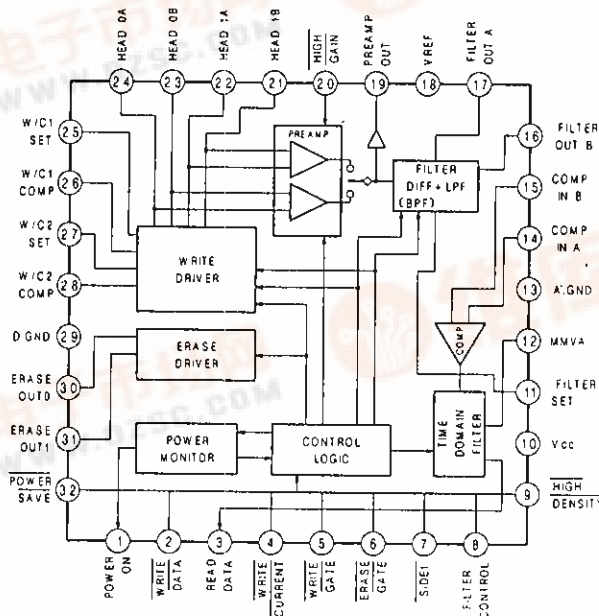 HEAD 0A
HEAD 0B
HEAD 1A
HEAD 1B
HIGH
GAIN
PREAMP
OUT
VREF
FILTER
OUT A
24
23
22
21
20
19
18
17
W/C1
SET
25
W/C1
COMP
26
W/C2
SET
27
W/C2
COMP
28
D GND
29
ERASE
OUT0
30
ERASE
OUT1
31
POWER
SAVE
32
PREAMP
FILTER
DIFF + LPF
(BPF)
WRITE
DRIVER
ERASE
DRIVER
POWER
MONITOR
CONTROL
LOGIC
COMP
TIME
DOMAIN
FILTER
16
FILTER
OUT B
15
COMP
IN B
14
COMP
IN A
13
A.GND
12
MMVA
11
FILTER
SET
10
Vcc
9
HIGH
DENSITY
1
2
3
4
5
6
7
8
POWER
ON
WRITE
DATA
READ
DATA
WRITE
CURRENT
WRITE
GATE
ERASE
GATE
SIDE1
FILTER
CONTROL
WWW.DZSC.COM